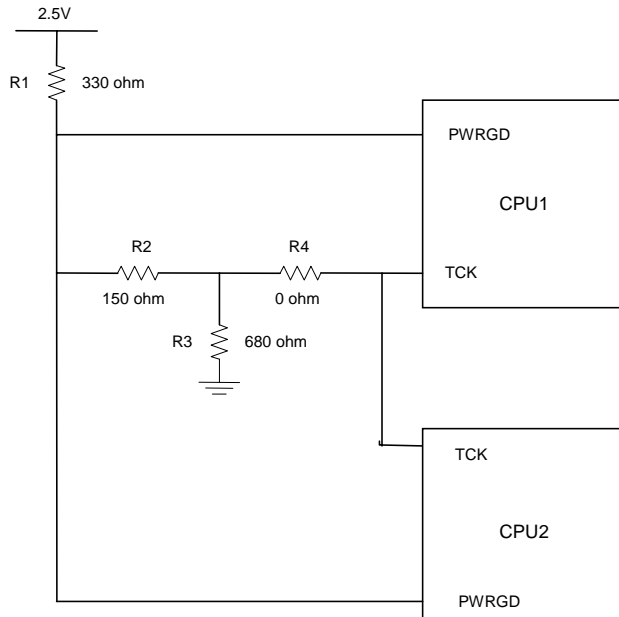 2.5V
R1 330 ohm
PWRGD
CPU1
R2
R4
TCK
150 ohm
0 ohm
R3 680 ohm
TCK
CPU2
PWRGD